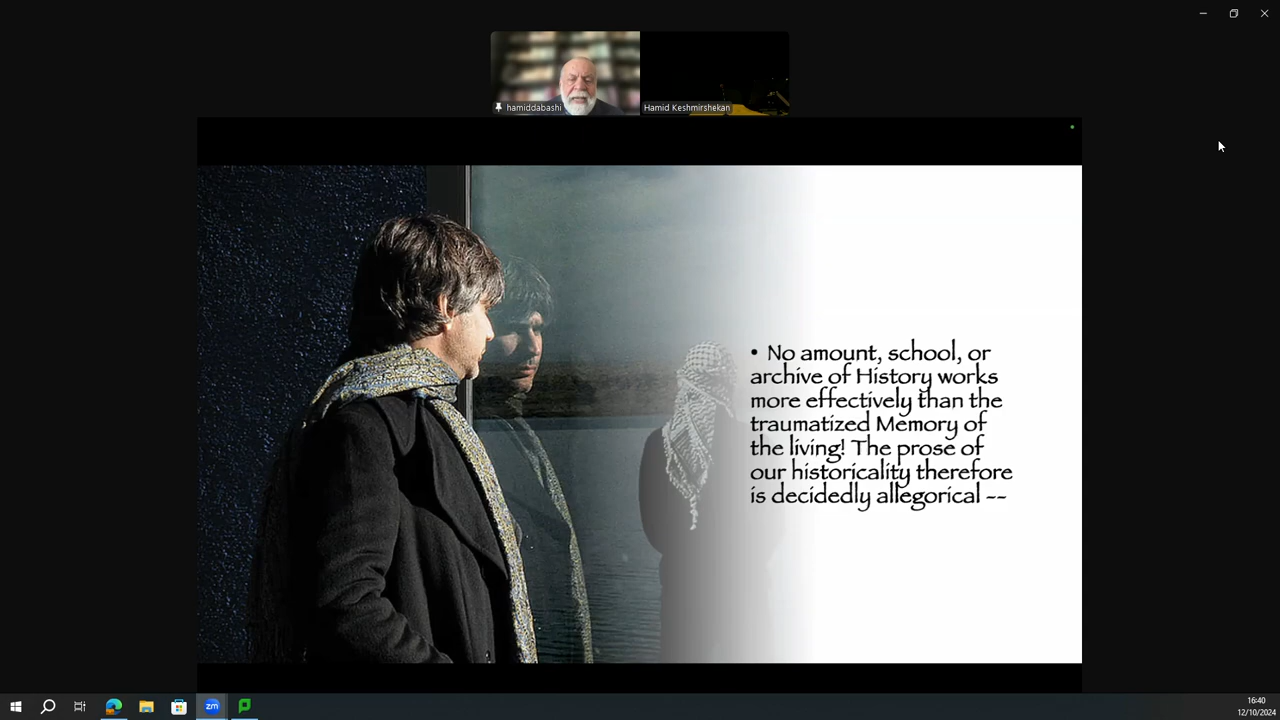 hamiddabashi
Hamid Keshmirshekan
• No amount, school, or
archive of History works
more effectively than the
traumatized Memory of
the living! The prose of
our historicality therefore
is decidedly allegorical --
zm
16:40
12/10/2024